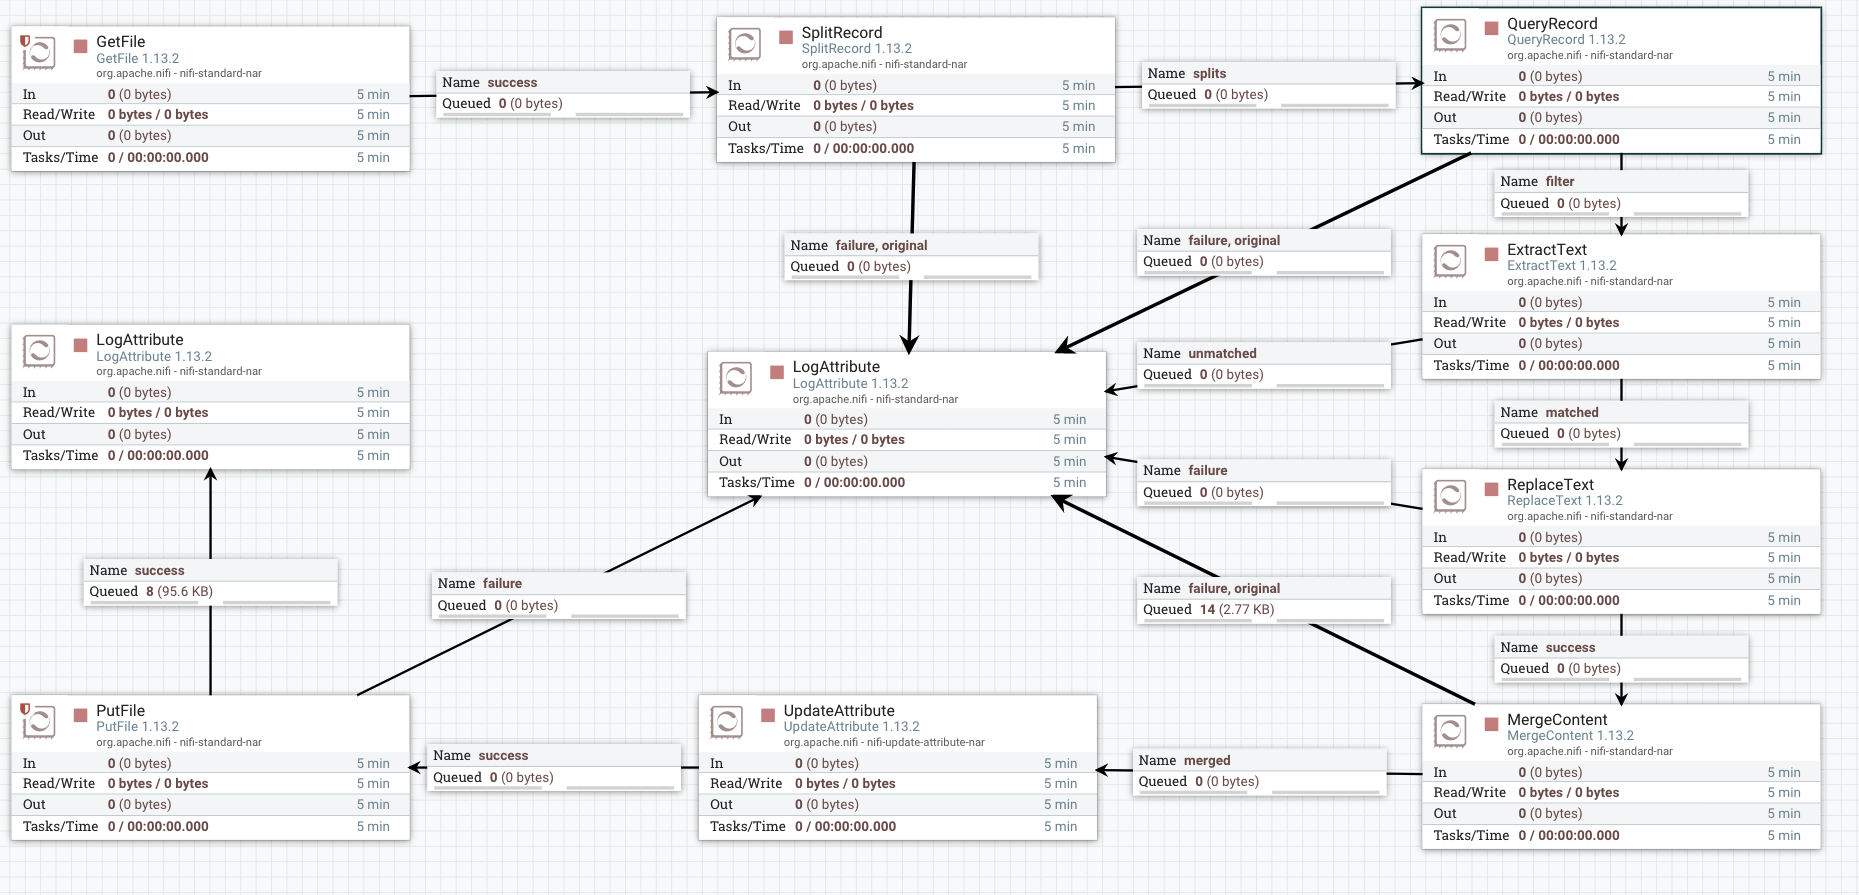 GetFile
GetFile 1.13.2
org.apache.nifi - nifi-standard-nar
In 0 (0 bytes) 5 min
Read/Write 0 bytes / 0 bytes 5 min
Out 0 (0 bytes) 5 min
Tasks/Time 0 / 00:00:00.000 5 min
Name success
Queued 0 (0 bytes)
SplitRecord
SplitRecord 1.13.2
org.apache.nifi - nifi-standard-nar
In 0 (0 bytes) 5 min
Read/Write 0 bytes / 0 bytes 5 min
Out 0 (0 bytes) 5 min
Tasks/Time 0 / 00:00:00.000 5 min
Name splits
Queued 0 (0 bytes)
QueryRecord
QueryRecord 1.13.2
org.apache.nifi - nifi-standard-nar
In 0 (0 bytes) 5 min
Read/Write 0 bytes / 0 bytes 5 min
Out 0 (0 bytes) 5 min
Tasks/Time 0 / 00:00:00.000 5 min
Name filter
Queued 0 (0 bytes)
Name failure, original
Queued 0 (0 bytes)
Name failure, original
Queued 0 (0 bytes)
ExtractText
ExtractText 1.13.2
org.apache.nifi - nifi-standard-nar
In 0 (0 bytes) 5 min
Read/Write 0 bytes / 0 bytes 5 min
Out 0 (0 bytes) 5 min
Tasks/Time 0 / 00:00:00.000 5 min
LogAttribute
LogAttribute 1.13.2
org.apache.nifi - nifi-standard-nar
In 0 (0 bytes) 5 min
Read/Write 0 bytes / 0 bytes 5 min
Out 0 (0 bytes) 5 min
Tasks/Time 0 / 00:00:00.000 5 min
LogAttribute
LogAttribute 1.13.2
org.apache.nifi - nifi-standard-nar
In 0 (0 bytes) 5 min
Read/Write 0 bytes / 0 bytes 5 min
Out 0 (0 bytes) 5 min
Tasks/Time 0 / 00:00:00.000 5 min
Name unmatched
Queued 0 (0 bytes)
Name matched
Queued 0 (0 bytes)
Name failure
Queued 0 (0 bytes)
ReplaceText
ReplaceText 1.13.2
org.apache.nifi - nifi-standard-nar
In 0 (0 bytes) 5 min
Read/Write 0 bytes / 0 bytes 5 min
Out 0 (0 bytes) 5 min
Tasks/Time 0 / 00:00:00.000 5 min
Name success
Queued 8 (95.6 KB)
Name failure
Queued 0 (0 bytes)
Name failure, original
Queued 14 (2.77 KB)
Name success
Queued 0 (0 bytes)
PutFile
PutFile 1.13.2
org.apache.nifi - nifi-standard-nar
In 0 (0 bytes) 5 min
Read/Write 0 bytes / 0 bytes 5 min
Out 0 (0 bytes) 5 min
Tasks/Time 0 / 00:00:00.000 5 min
Name success
Queued 0 (0 bytes)
UpdateAttribute
UpdateAttribute 1.13.2
org.apache.nifi - nifi-update-attribute-nar
In 0 (0 bytes) 5 min
Read/Write 0 bytes / 0 bytes 5 min
Out 0 (0 bytes) 5 min
Tasks/Time 0 / 00:00:00.000 5 min
Name merged
Queued 0 (0 bytes)
MergeContent
MergeContent 1.13.2
org.apache.nifi - nifi-standard-nar
In 0 (0 bytes) 5 min
Read/Write 0 bytes / 0 bytes 5 min
Out 0 (0 bytes) 5 min
Tasks/Time 0 / 00:00:00.000 5 min